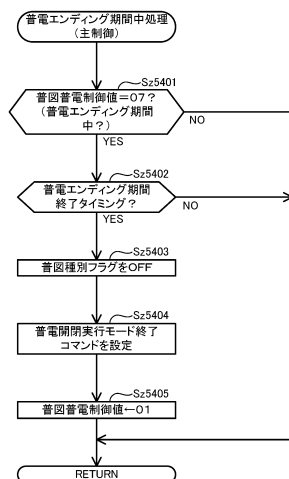 普電エンディング期間中処理
(主制御)
Sz5401
普図普電制御値=07?
(普電エンディング期間
中?)
NO
YES
Sz5402
普電エンディング期間
終了タイミング?
NO
YES
Sz5403
普図種別フラグをOFF
Sz5404
普電開閉実行モード終了
コマンドを設定
Sz5405
普図普電制御値←01
RETURN